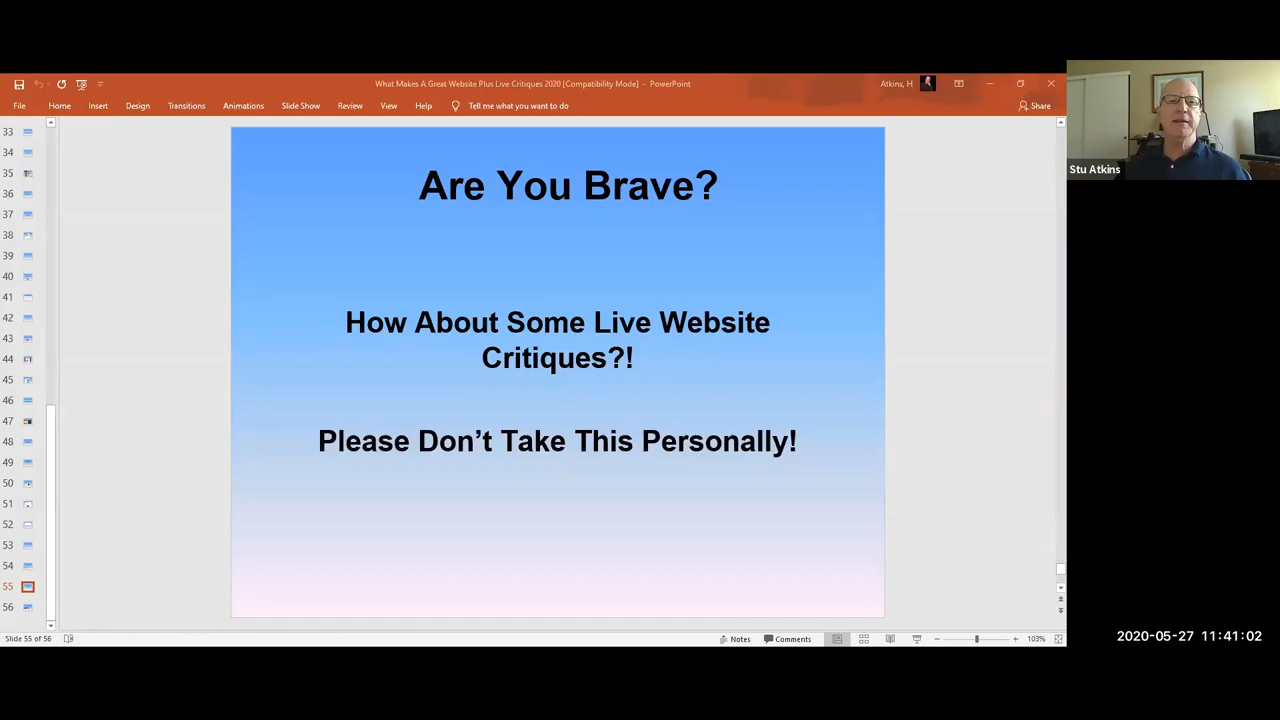 What Makes A Great Website Plus Live Critiques 2020 [Compatibility Mode] - PowerPoint
Atkins, H
File Home Insert Design Transitions Animations Slide Show Review View Help Tell me what you want to do
Share
33
34
35
36
37
38
39
40
41
42
43
44
45
46
47
48
49
50
51
52
53
54
55
56
Are You Brave?
How About Some Live Website
Critiques?!
Please Don't Take This Personally!
Stu Atkins
Slide 55 of 56
Notes
Comments
103%
2020-05-27 11:41:02